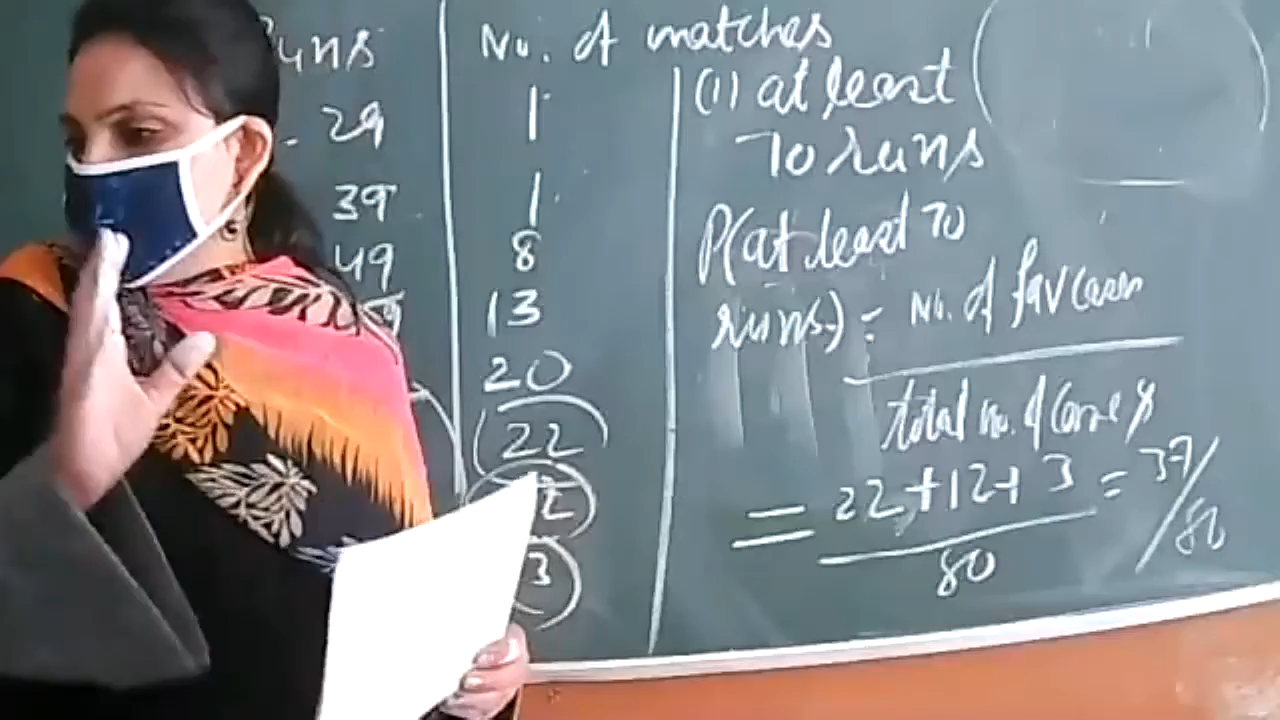 Runs
No. of matches
- 29
1
39
1
49
8
13
20
22
12
3
(1) at least
70 runs
P(at least 70
runs) = No. of fav cases
total no. of cases
= 22+12+3 = 37/80
80